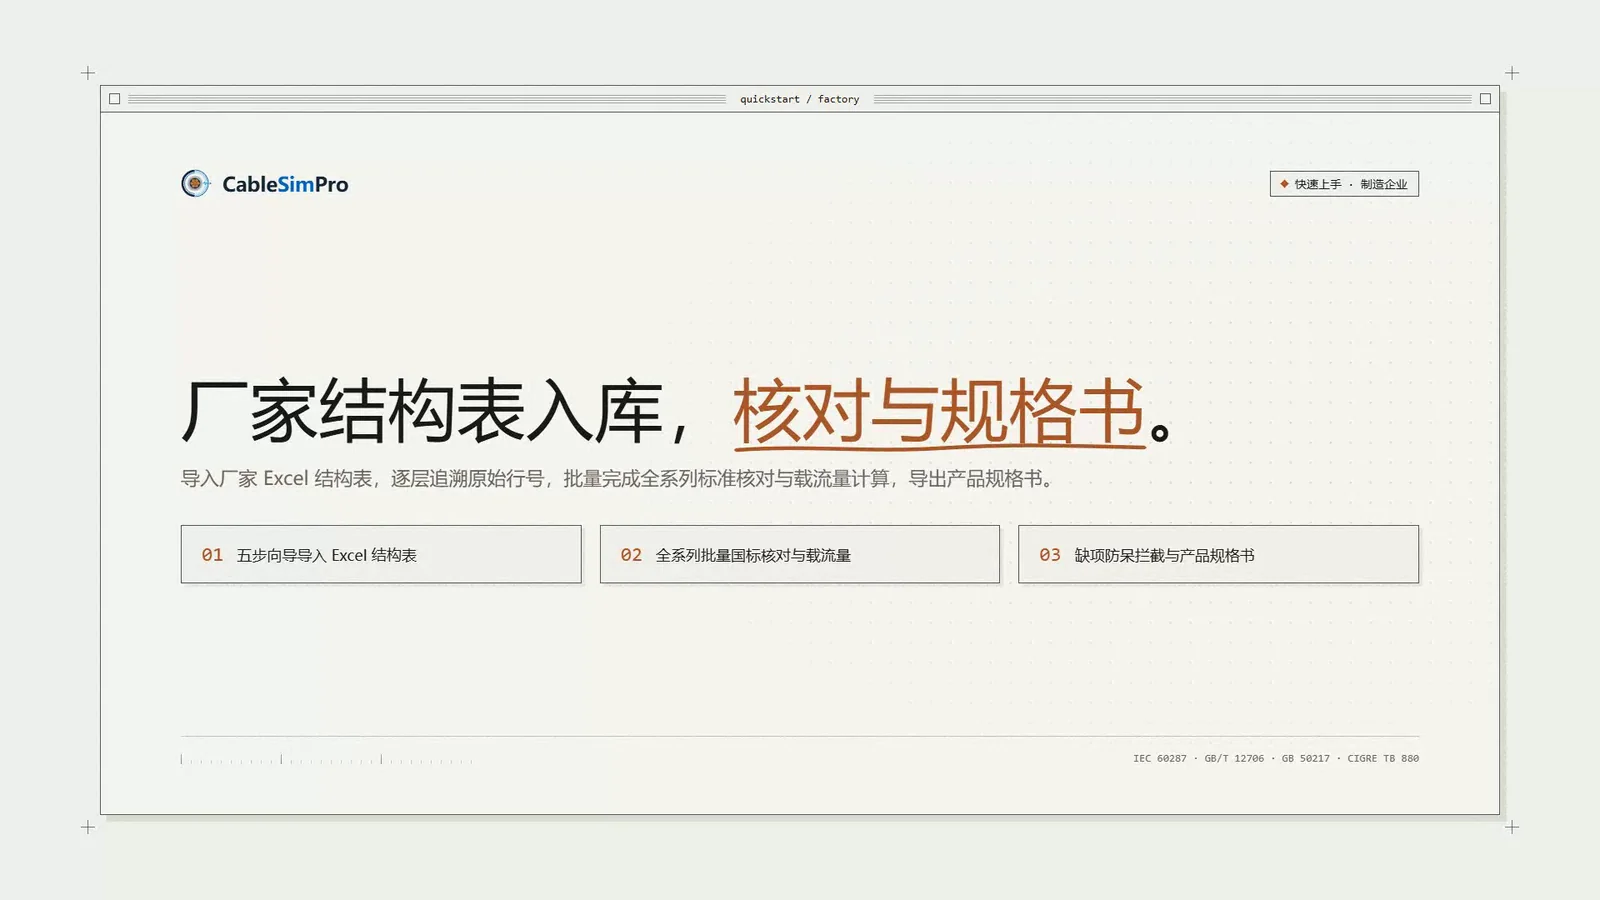 quickstart / factory
CableSimPro
◆ 快速上手 · 制造企业
厂家结构表入库，核对与规格书。
导入厂家 Excel 结构表，逐层追溯原始行号，批量完成全系列标准核对与载流量计算，导出产品规格书。
01 五步向导导入 Excel 结构表
02 全系列批量国标核对与载流量
03 缺项防呆拦截与产品规格书
IEC 60287 · GB/T 12706 · GB 50217 · CIGRE TB 880